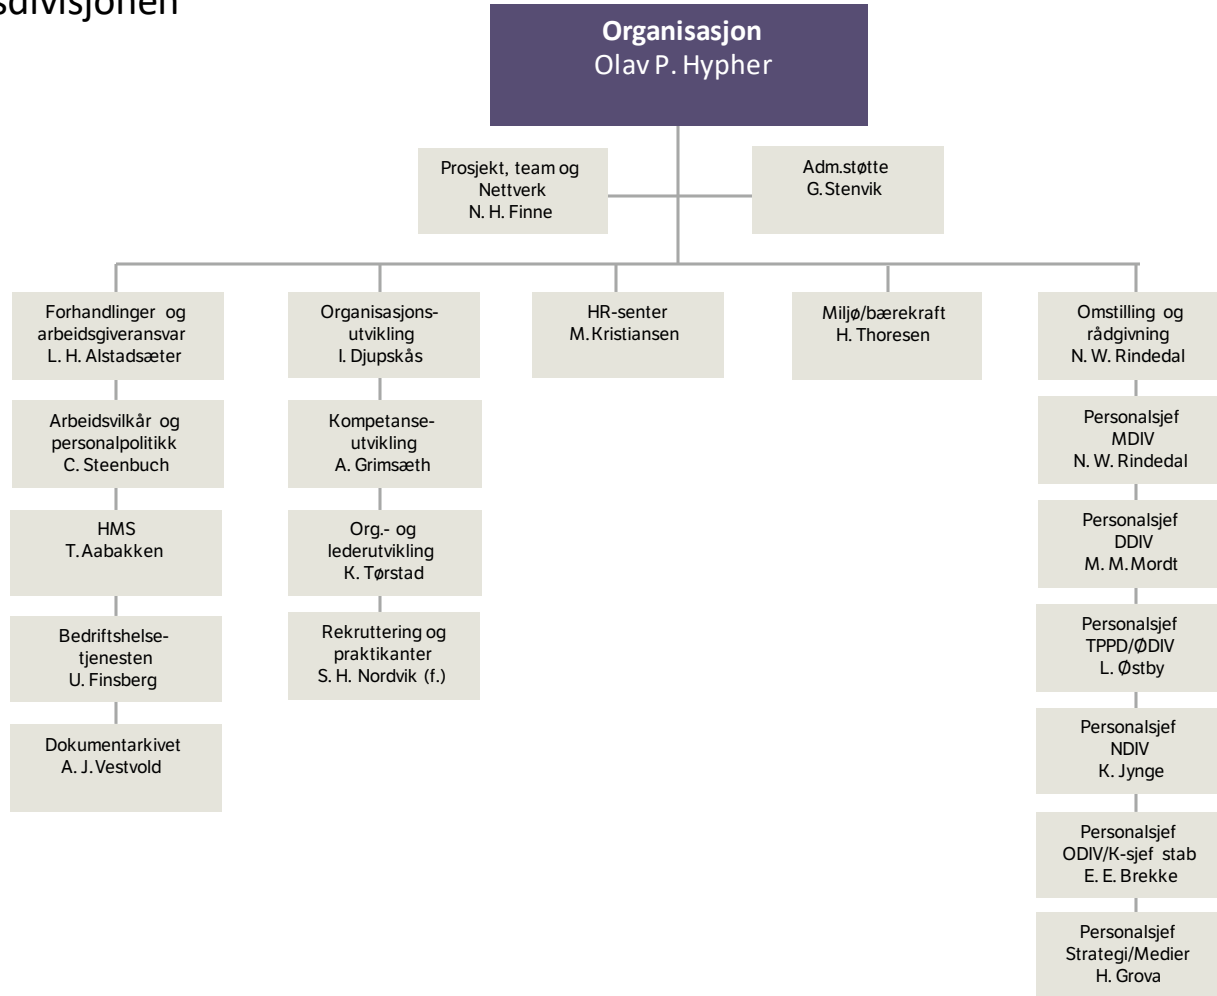 Organisasjon
Olav P. Hypher
Prosjekt, team og
Nettverk
N. H. Finne
Adm.støtte
G. Stenvik
Forhandlinger og
arbeidsgiveransvar
L. H. Alstadsæter
Arbeidsvilkår og
personalpolitikk
C. Steenbuch
HMS
T. Aabakken
Bedriftshelse-
tjenesten
U. Finsberg
Dokumentarkivet
A. J. Vestvold
Organisasjons-
utvikling
I. Djupskås
Kompetanse-
utvikling
A. Grimsæth
Org.- og
lederutvikling
K. Tørstad
Rekruttering og
praktikanter
S. H. Nordvik (f.)
HR-senter
M. Kristiansen
Miljø/bærekraft
H. Thoresen
Omstilling og
rådgivning
N. W. Rindedal
Personalsjef
MDIV
N. W. Rindedal
Personalsjef
DDIV
M. M. Mordt
Personalsjef
TPPD/ØDIV
L. Østby
Personalsjef
NDIV
K. Jynge
Personalsjef
ODIV/K-sjef stab
E. E. Brekke
Personalsjef
Strategi/Medier
H. Grova